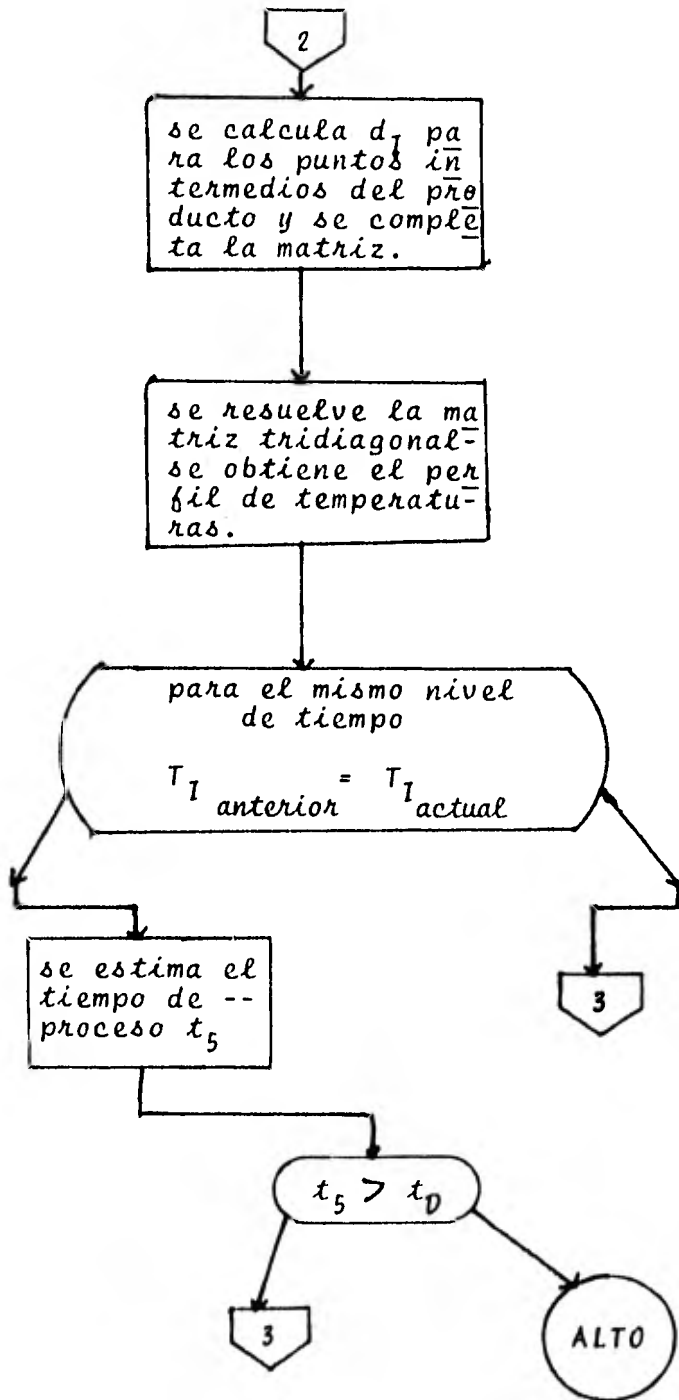 2
se calcula d_I pa
ra los puntos in
termedios del pro
ducto y se comple
ta la matriz.
se resuelve la ma
triz tridiagonal-
se obtiene el per
fil de temperatu-
ras.
para el mismo nivel
de tiempo
T_I anterior = T_I actual
se estima el
tiempo de --
proceso t_5
3
t_5 > t_D
3
ALTO